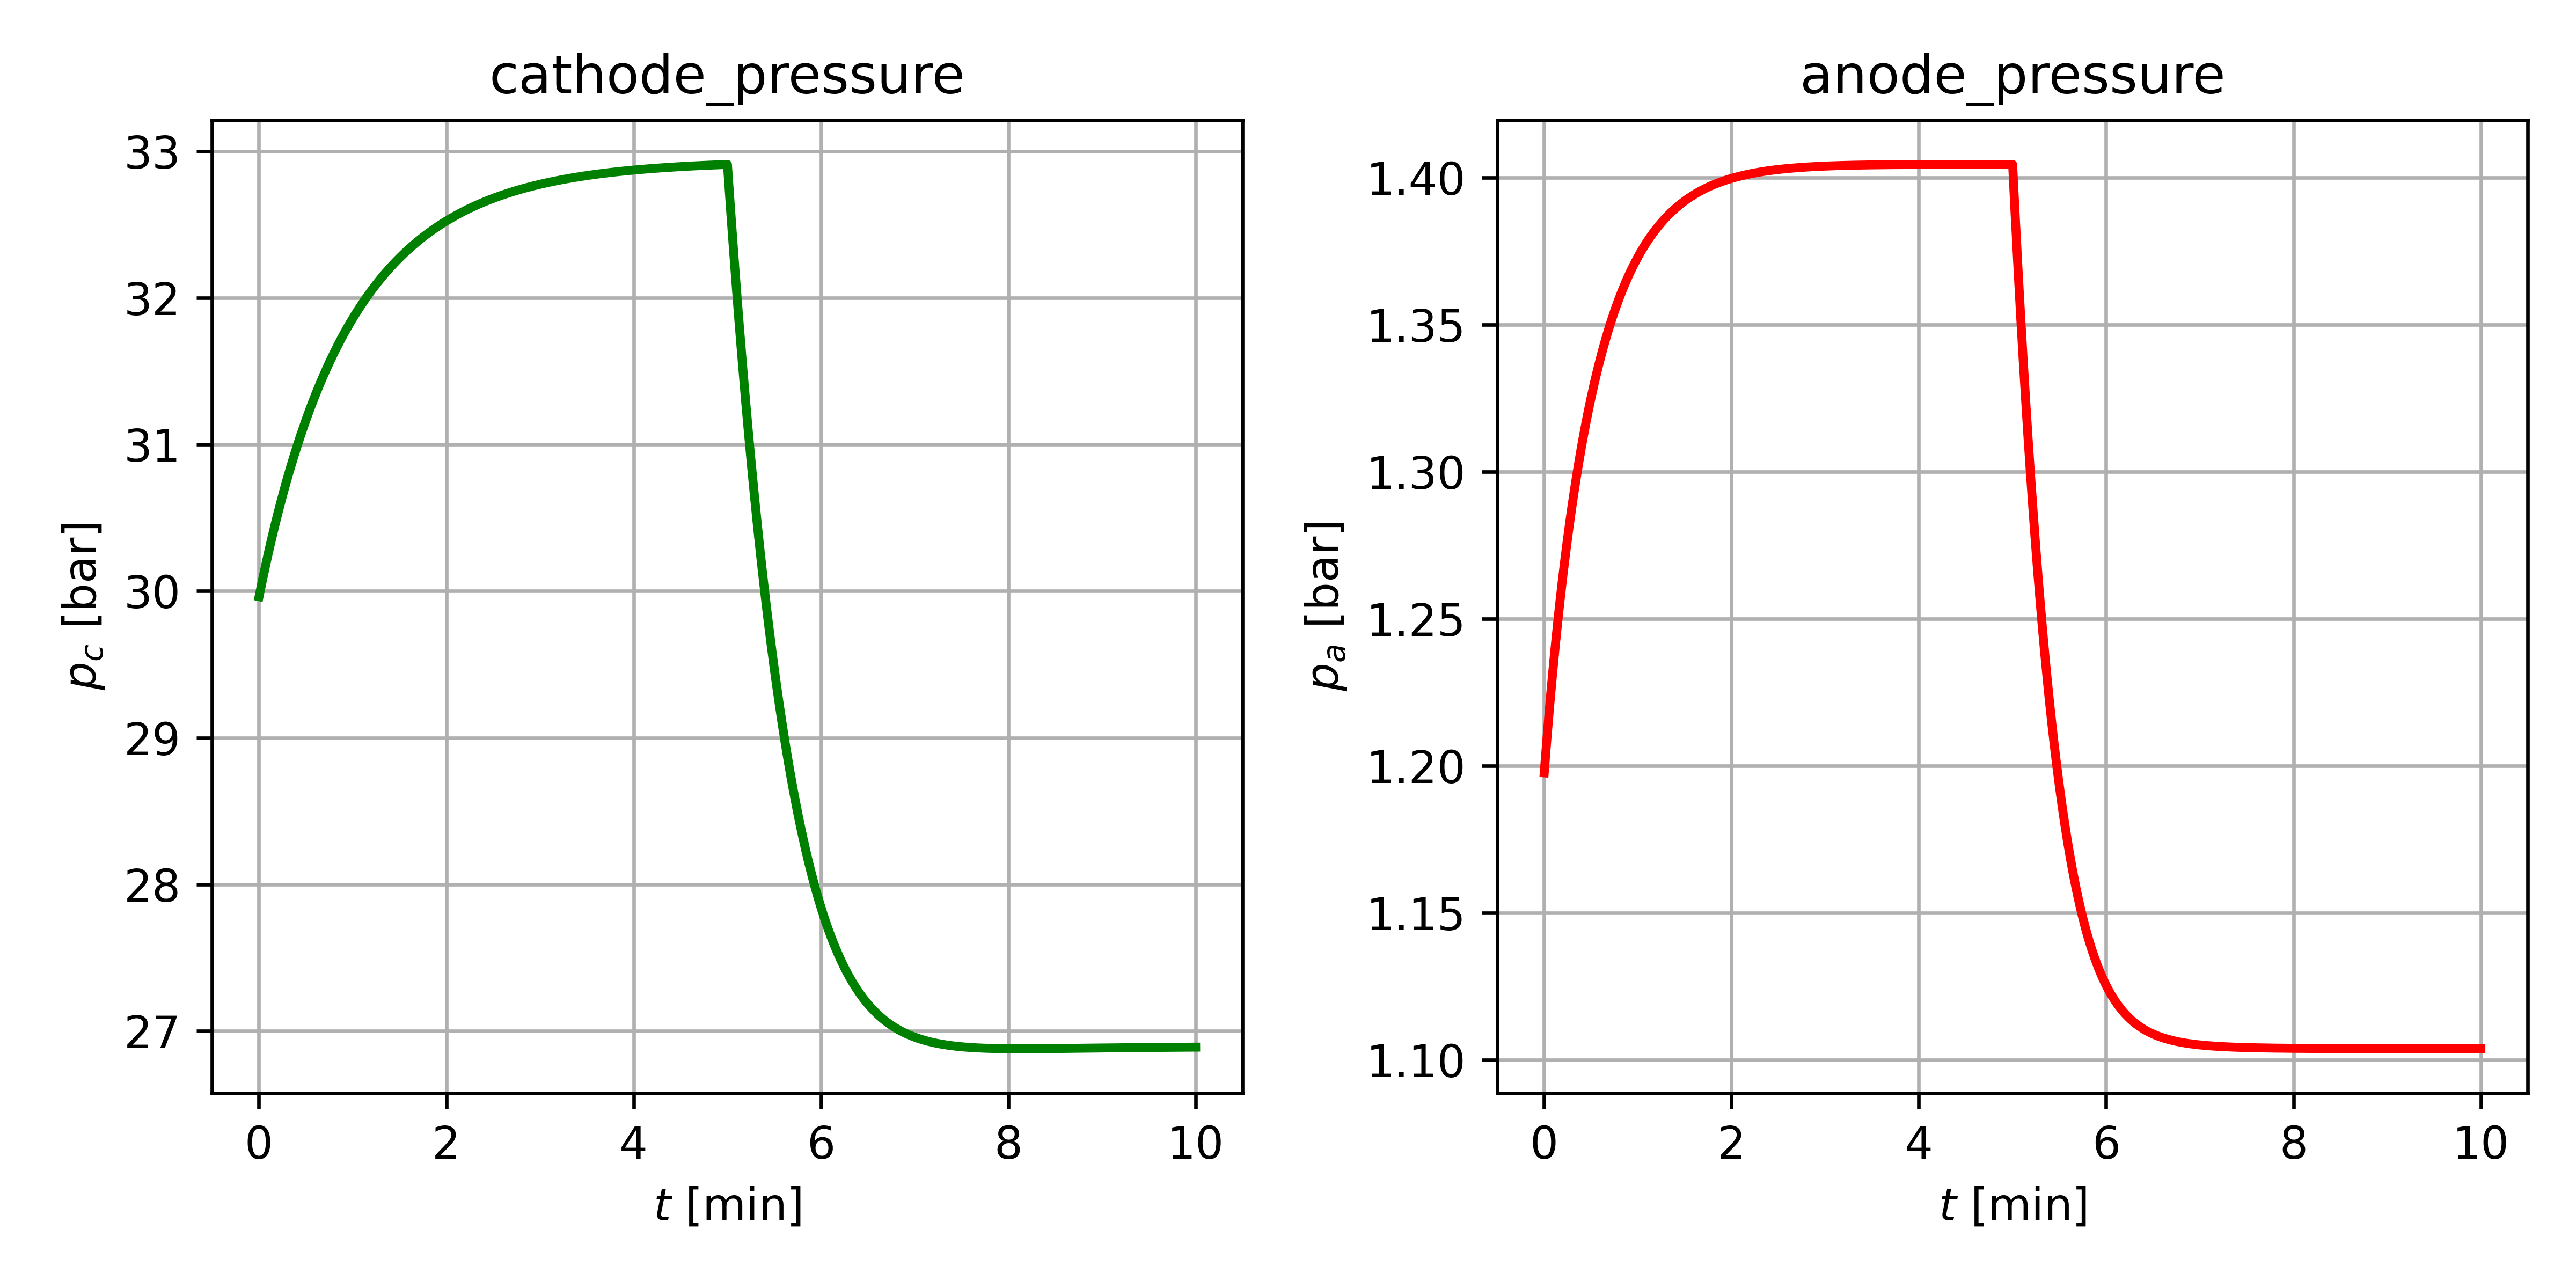 cathode_pressure
33
32
31
30
29
28
27
p_c [bar]
0 2 4 6 8 10
t [min]
anode_pressure
1.40
1.35
1.30
1.25
1.20
1.15
1.10
p_a [bar]
0 2 4 6 8 10
t [min]